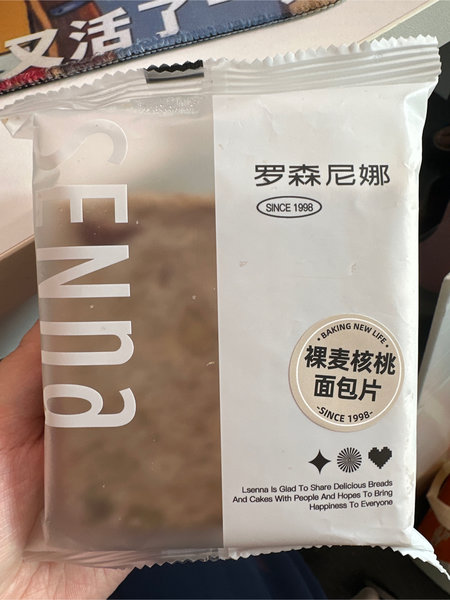 又活了
SENNA
罗森尼娜
SINCE 1998
• BAKING NEW LIFE •
裸麦核桃
面包片
-SINCE 1998-
Lsenna Is Glad To Share Delicious Breads
And Cakes With People And Hopes To Bring
Happiness To Everyone